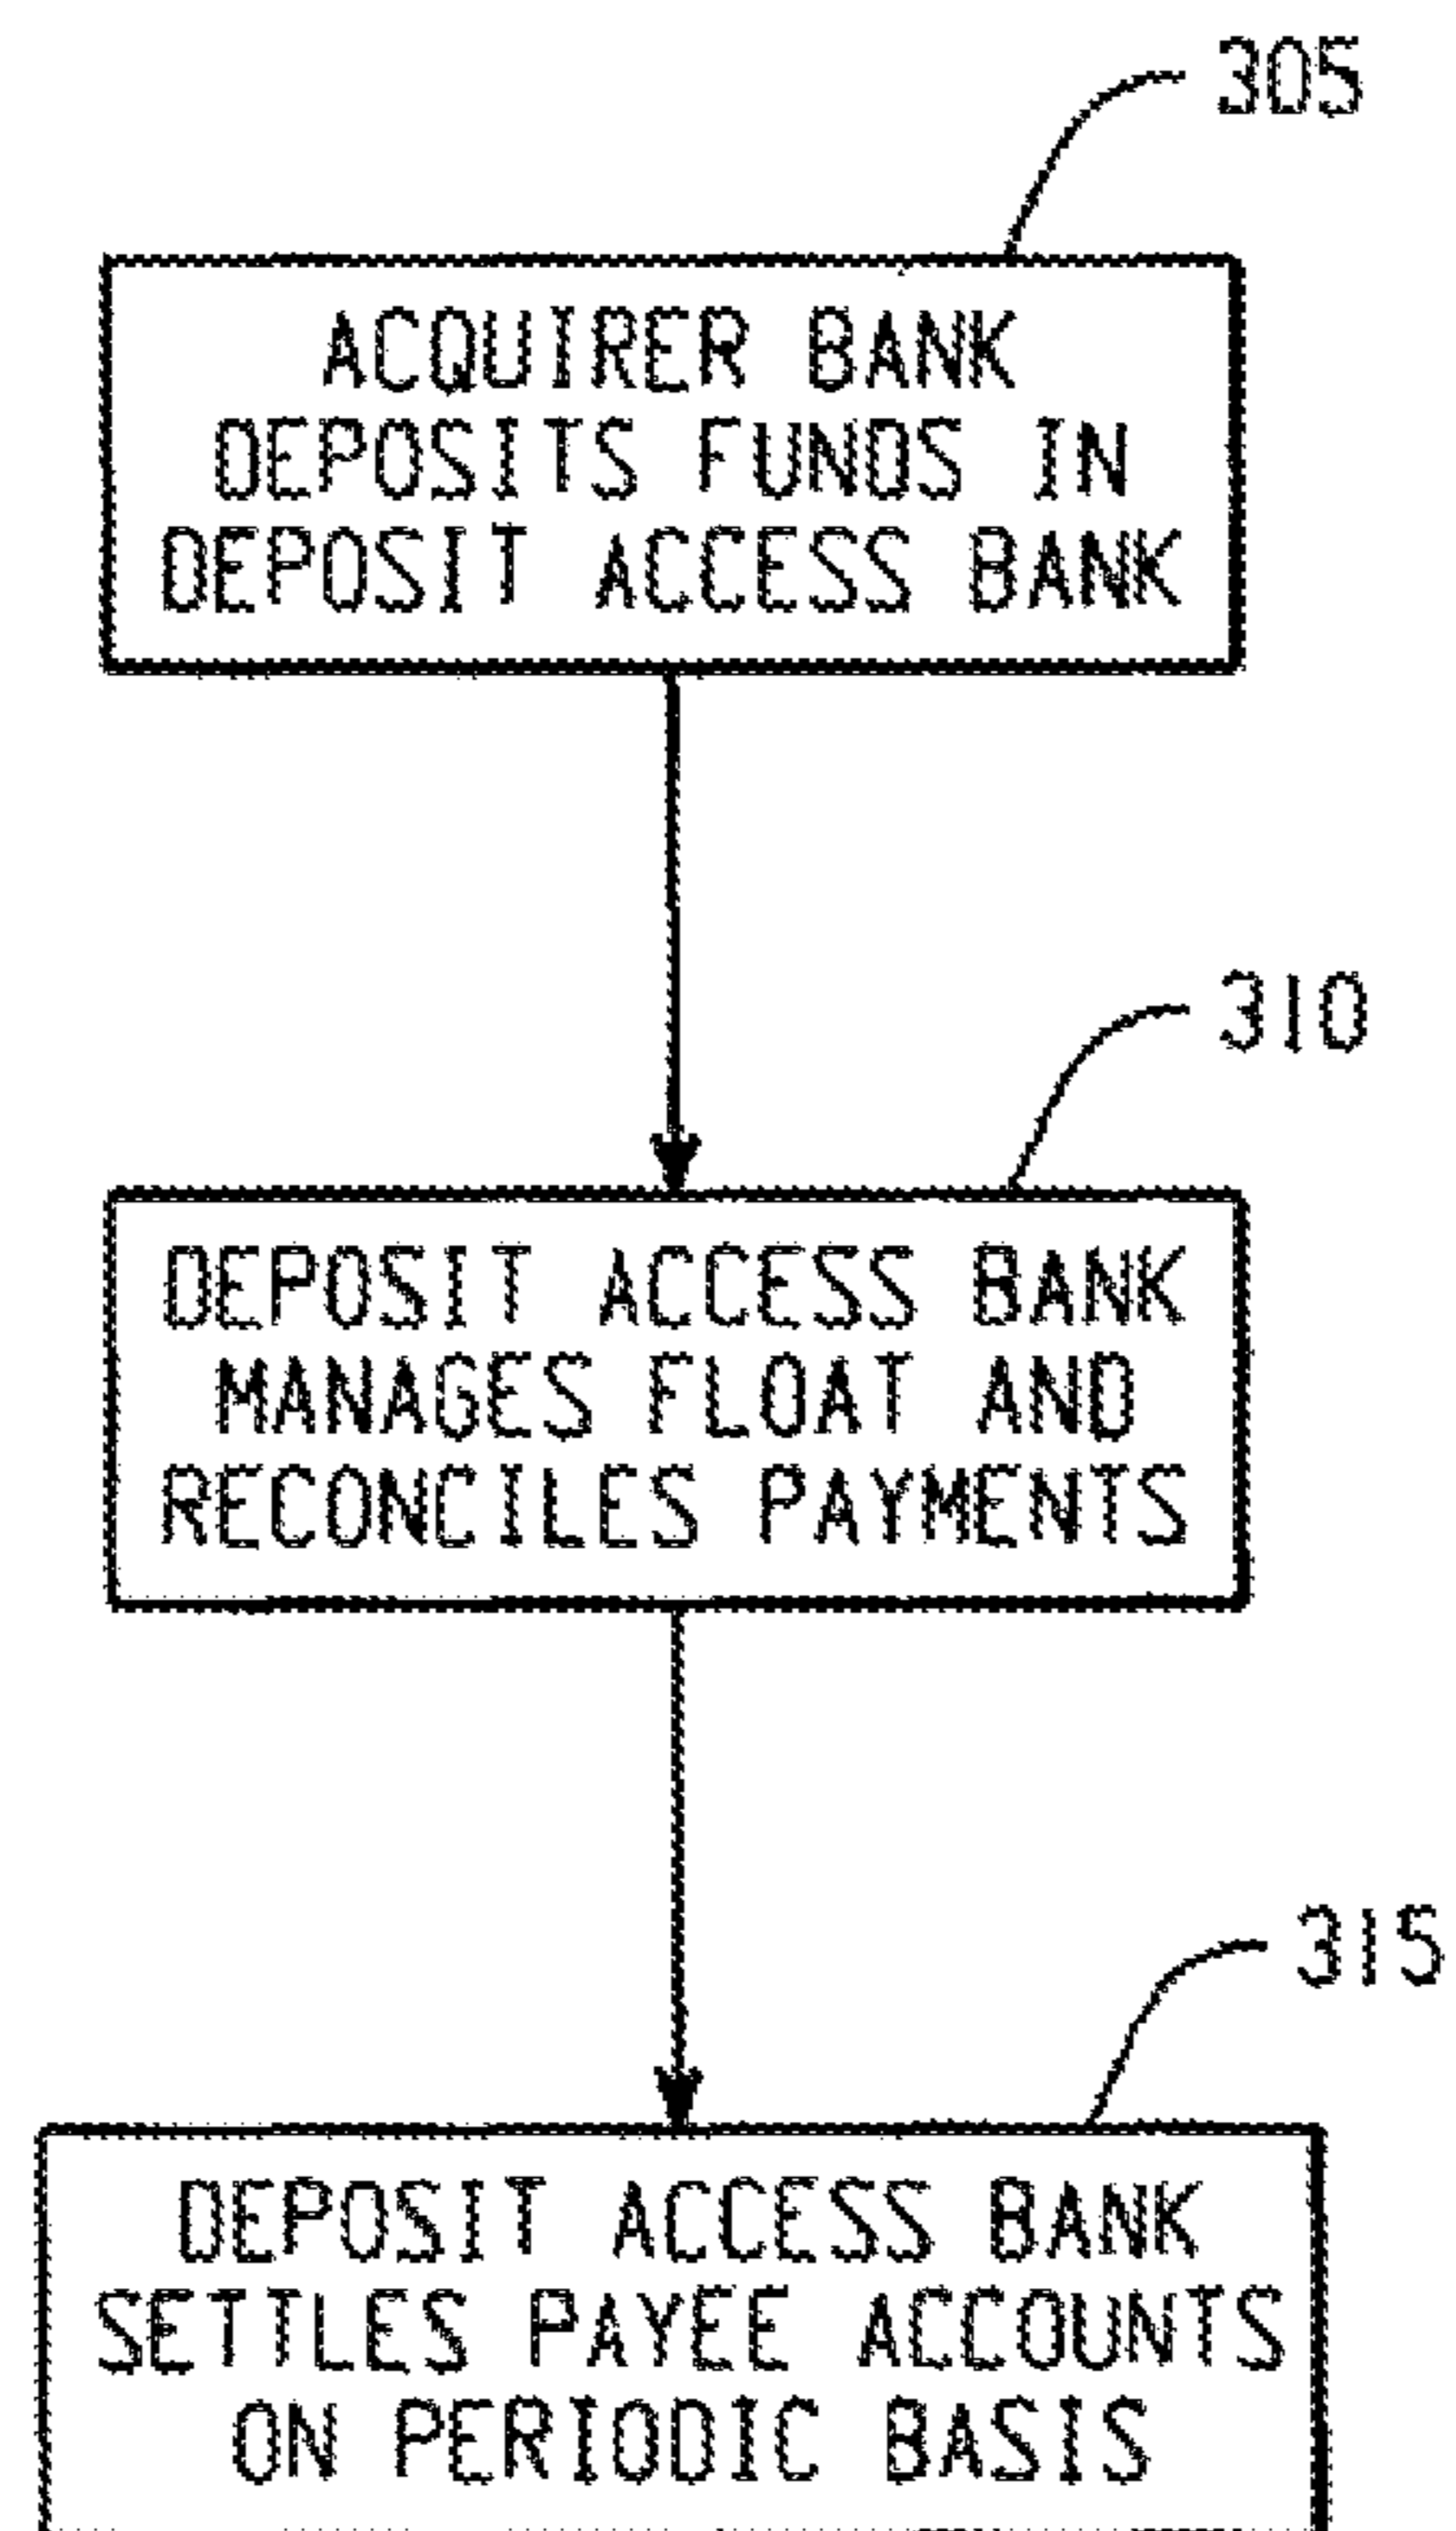 305
ACQUIRER BANK
DEPOSITS FUNDS IN
DEPOSIT ACCESS BANK
310
DEPOSIT ACCESS BANK
MANAGES FLOAT AND
RECONCILES PAYMENTS
315
DEPOSIT ACCESS BANK
SETTLES PAYEE ACCOUNTS
ON PERIODIC BASIS